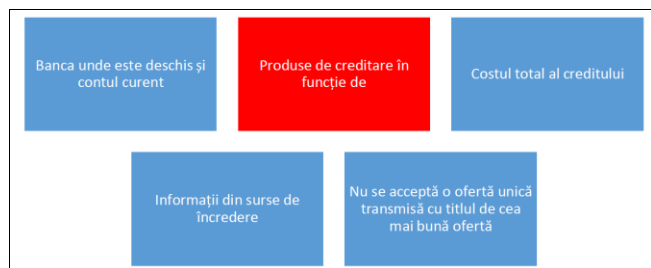 Banca unde este deschis și
contul curent
Produse de creditare în
funcție de
Costul total al creditului
Informații din surse de
încredere
Nu se acceptă o ofertă unică
transmisă cu titlul de cea
mai bună ofertă